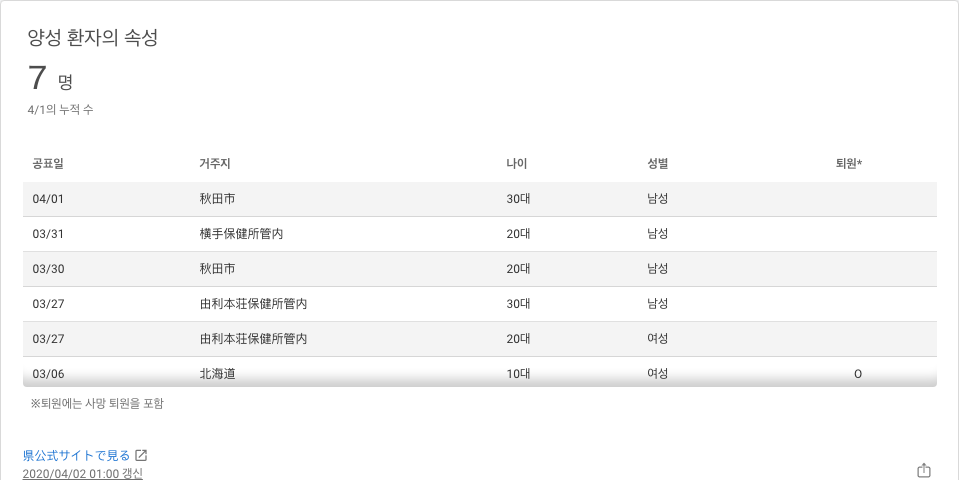 양성 환자의 속성
7 명
4/1의 누적 수
공표일 거주지 나이 성별 퇴원*
04/01 秋田市 30대 남성
03/31 横手保健所管内 20대 남성
03/30 秋田市 20대 남성
03/27 由利本荘保健所管内 30대 남성
03/27 由利本荘保健所管内 20대 여성
03/06 北海道 10대 여성 O
※퇴원에는 사망 퇴원을 포함
県公式サイトで見る
2020/04/02 01:00 갱신